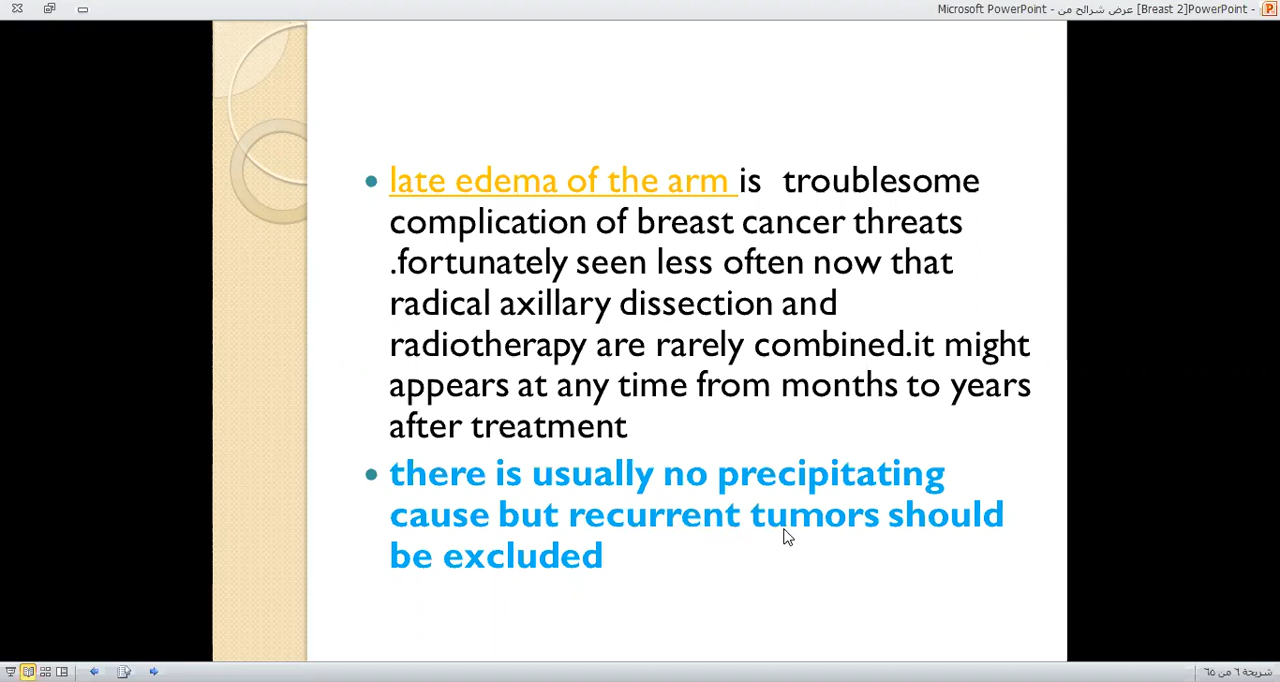 Microsoft PowerPoint - عرض شرائح من [Breast 2]PowerPoint -
late edema of the arm is troublesome
complication of breast cancer threats
.fortunately seen less often now that
radical axillary dissection and
radiotherapy are rarely combined.it might
appears at any time from months to years
after treatment
there is usually no precipitating
cause but recurrent tumors should
be excluded
شريحة ٦ من ٦٥